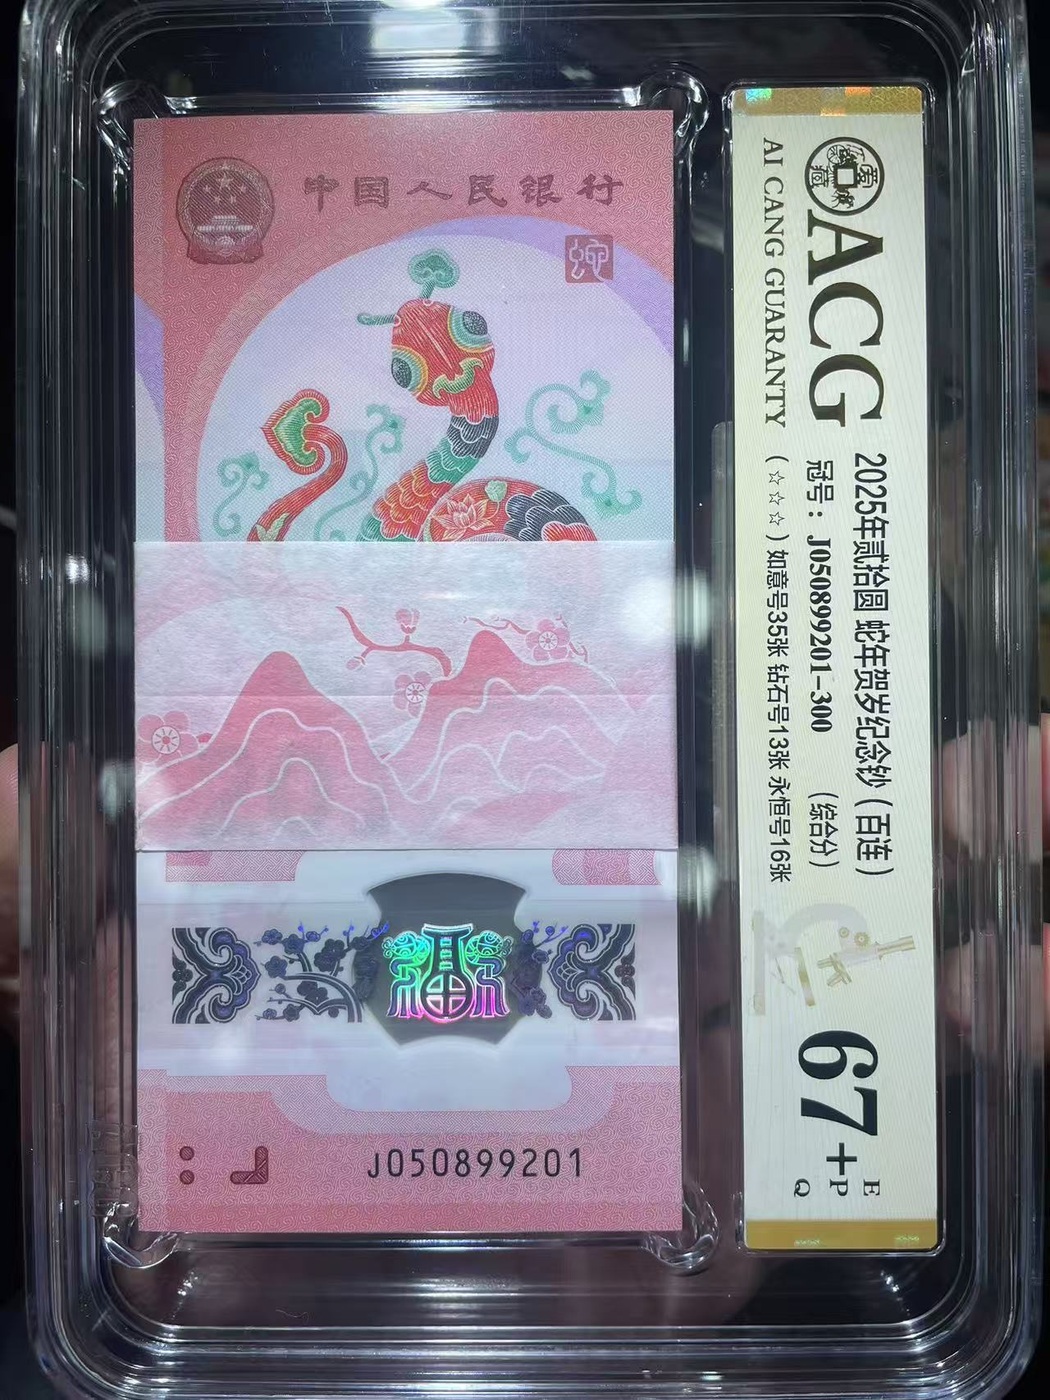 中国人民银行
蛇
福
J050899201
ACG
AI CANG GUARANTY
2025年贰拾圆 蛇年贺岁纪念钞（百连）
冠号：J050899201-300 （综合分）
（☆☆☆）如意号35张 钻石号13张 永恒号16张
67+
E
P
Q